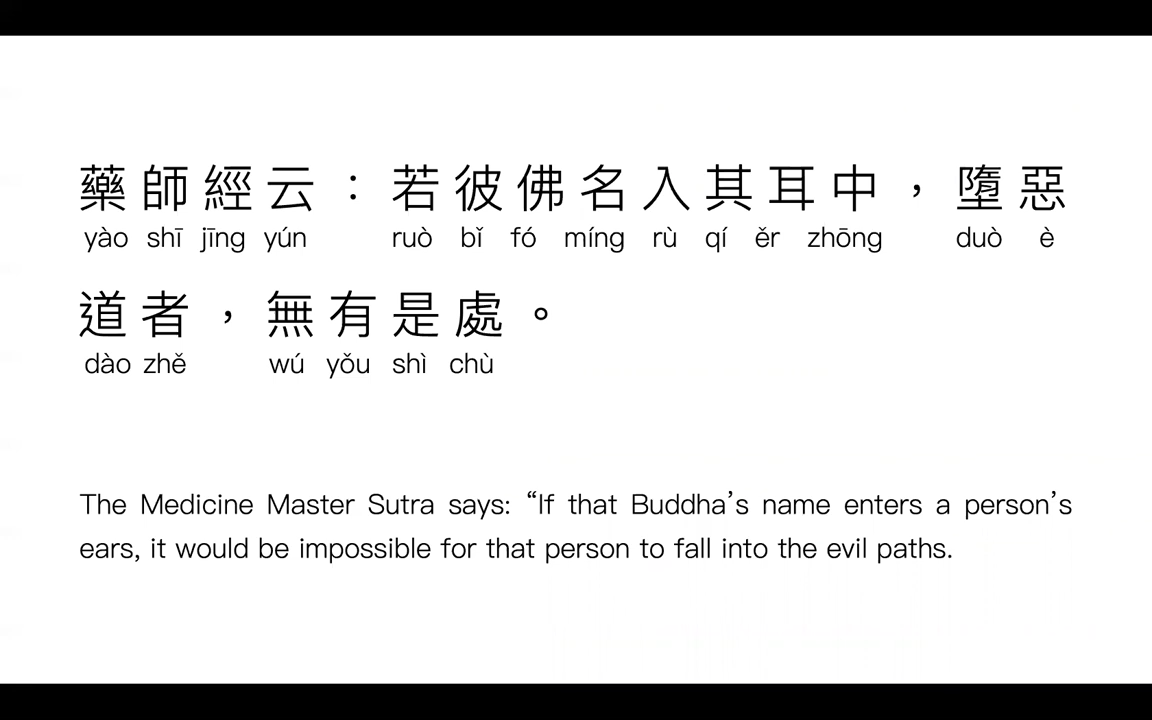 藥師經云：若彼佛名入其耳中，墮惡
yào shī jīng yún ruò bǐ fó míng rù qí ěr zhōng duò è
道者，無有是處。
dào zhě wú yǒu shì chù
The Medicine Master Sutra says: “If that Buddha’s name enters a person’s
ears, it would be impossible for that person to fall into the evil paths.